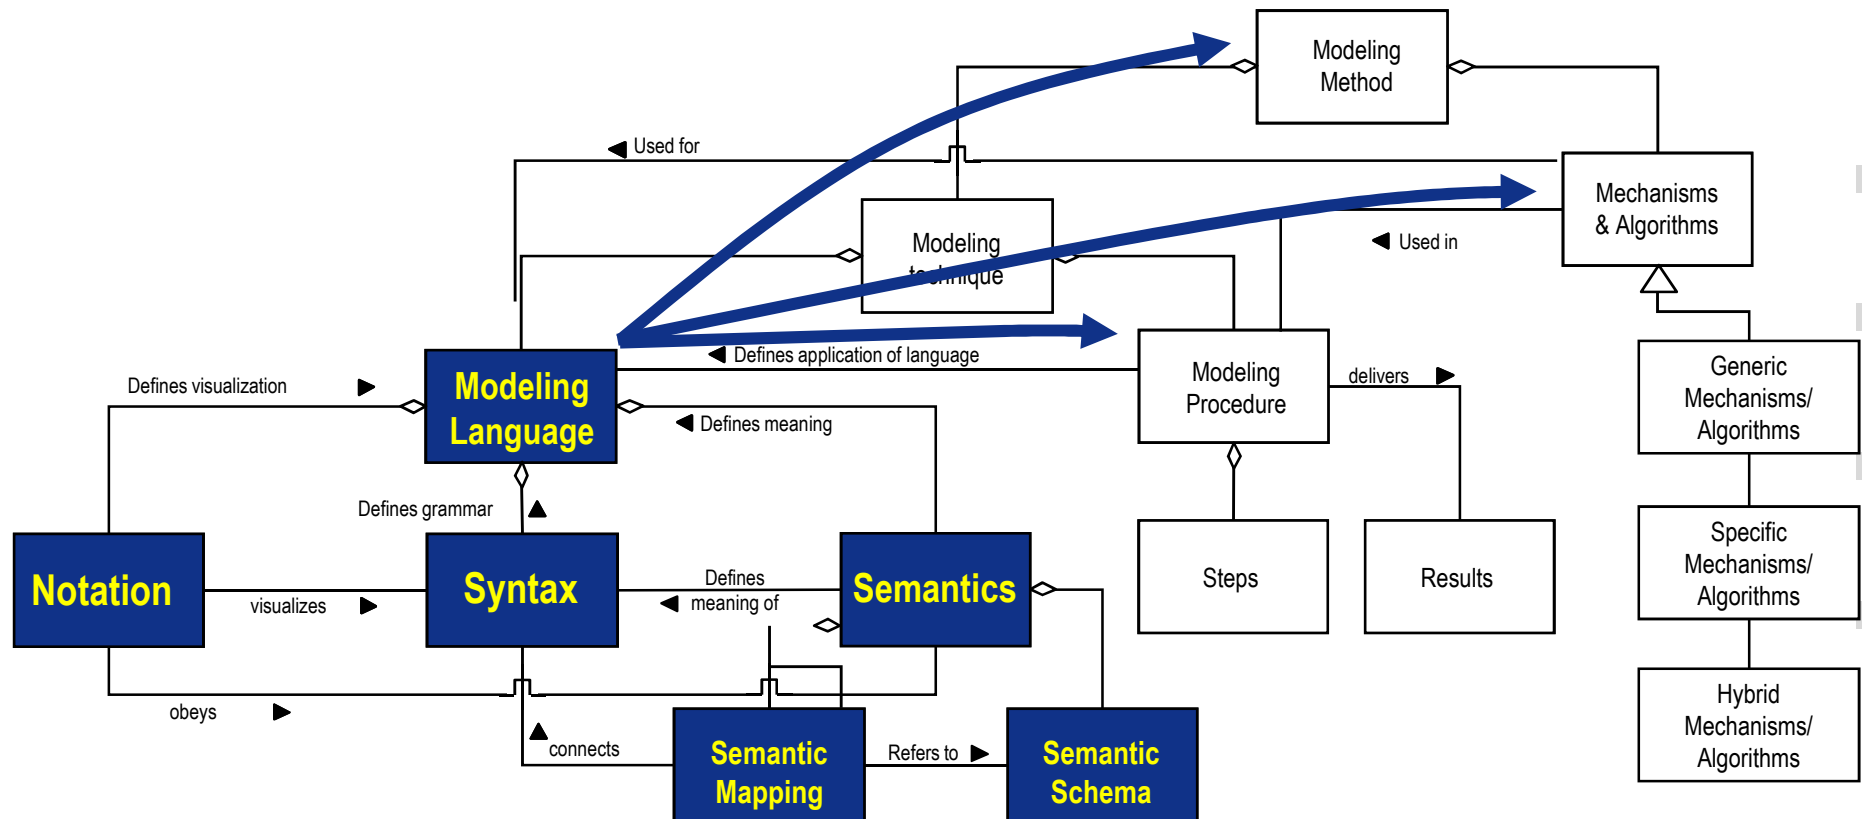 Modeling
Method
Used for
Mechanisms
& Algorithms
Modeling
technique
Used in
Defines application of language
Modeling
Language
Defines visualization
Defines meaning
Modeling
Procedure
delivers
Generic
Mechanisms/
Algorithms
Defines grammar
Notation
visualizes
Syntax
Defines
meaning of
Semantics
Steps
Results
Specific
Mechanisms/
Algorithms
obeys
connects
Semantic
Mapping
Refers to
Semantic
Schema
Hybrid
Mechanisms/
Algorithms